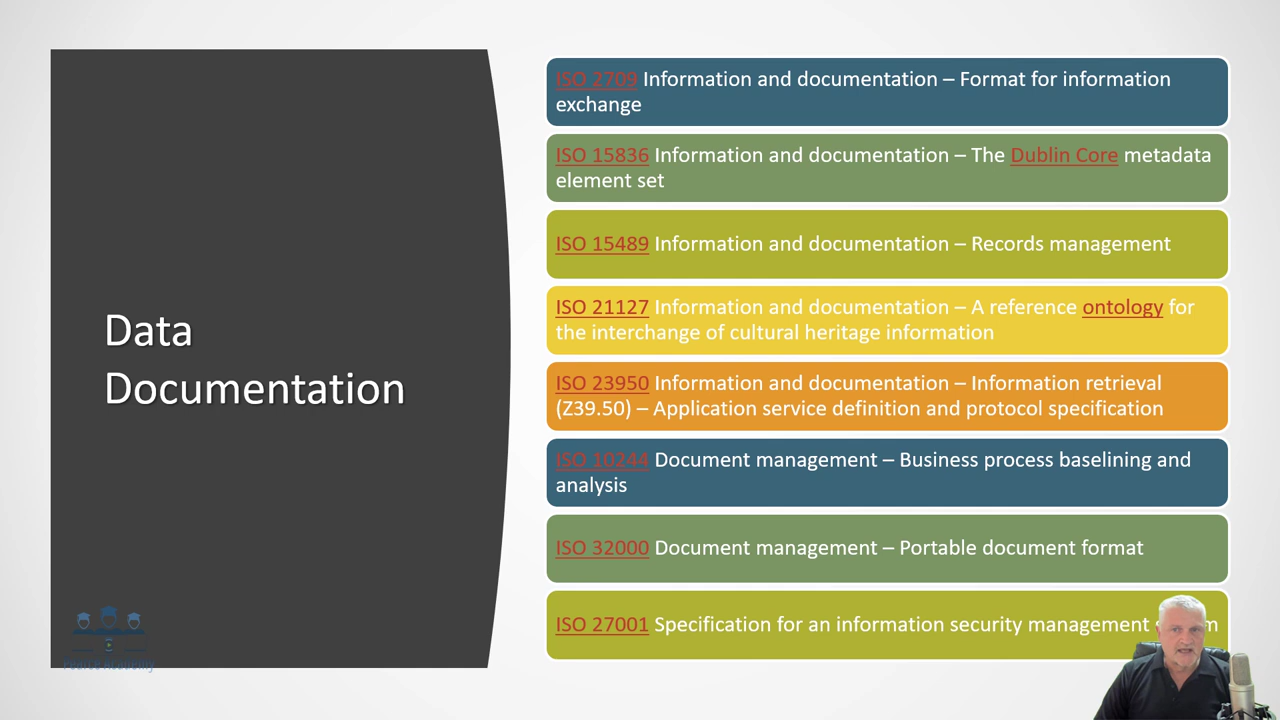 Data
Documentation
ISO 2709 Information and documentation – Format for information
exchange
ISO 15836 Information and documentation – The Dublin Core metadata
element set
ISO 15489 Information and documentation – Records management
ISO 21127 Information and documentation – A reference ontology for
the interchange of cultural heritage information
ISO 23950 Information and documentation – Information retrieval
(Z39.50) – Application service definition and protocol specification
ISO 10244 Document management – Business process baselining and
analysis
ISO 32000 Document management – Portable document format
ISO 27001 Specification for an information security management
Academy